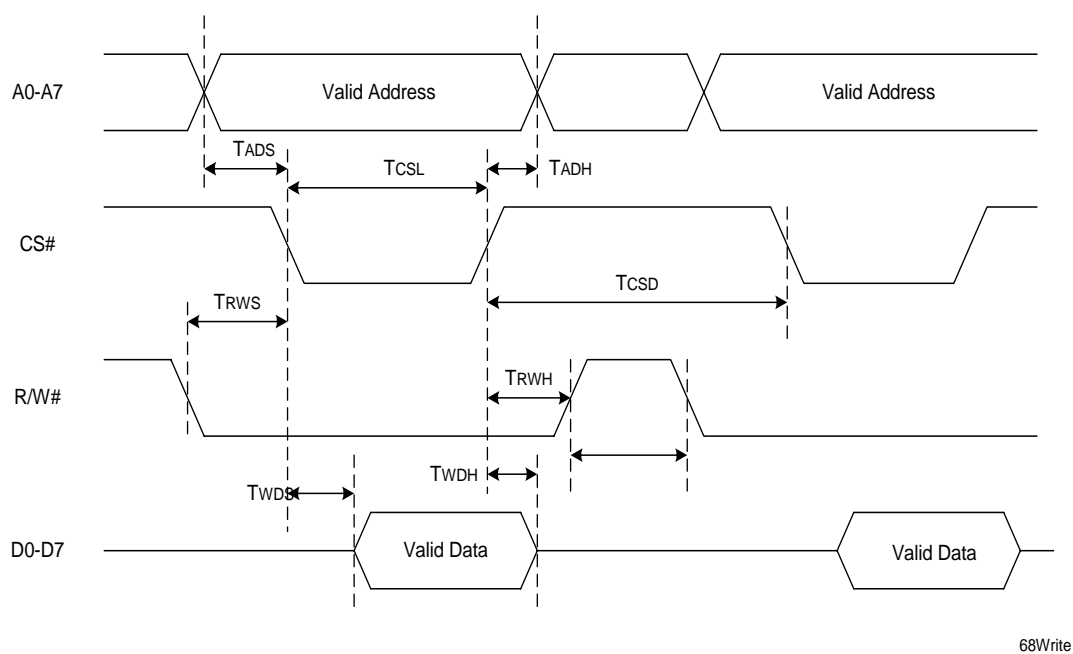 A0-A7
Valid Address
Valid Address
TADS
TCSL
TADH
CS#
TCSD
TRWS
R/W#
TRWH
TWDS
TWDH
D0-D7
Valid Data
Valid Data
68Write